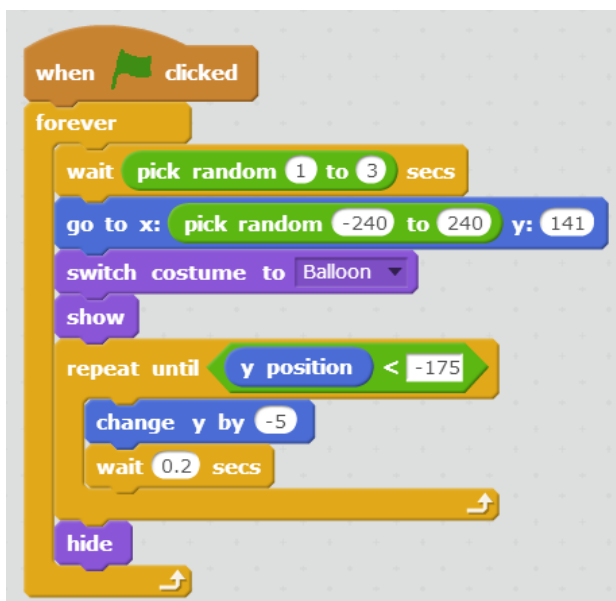 when clicked
forever
wait pick random 1 to 3 secs
go to x: pick random -240 to 240 y: 141
switch costume to Balloon
show
repeat until y position < -175
change y by -5
wait 0.2 secs
hide